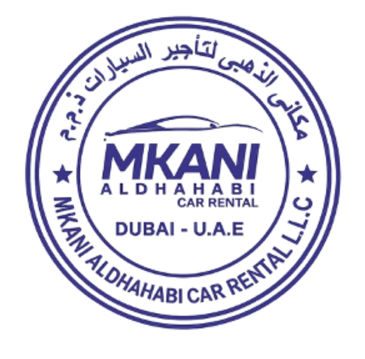 مكاني الذهبي لتأجير السيارات ذ.م.م
MKANI
ALDHAHABI
CAR RENTAL
DUBAI - U.A.E
MKANI ALDHAHABI CAR RENTAL L.L.C